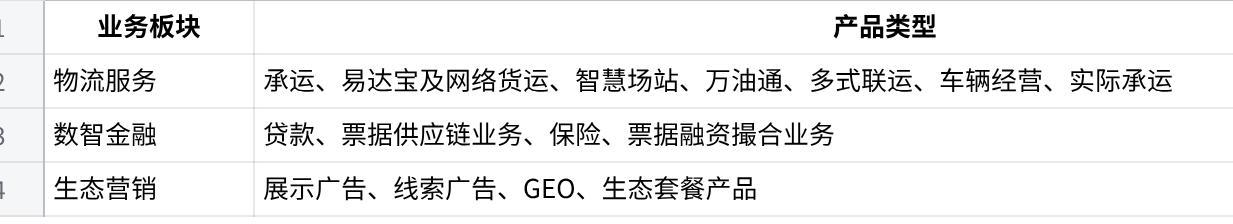 业务板块 产品类型
2 物流服务 承运、易达宝及网络货运、智慧场站、万油通、多式联运、车辆经营、实际承运
3 数智金融 贷款、票据供应链业务、保险、票据融资撮合业务
4 生态营销 展示广告、线索广告、GEO、生态套餐产品